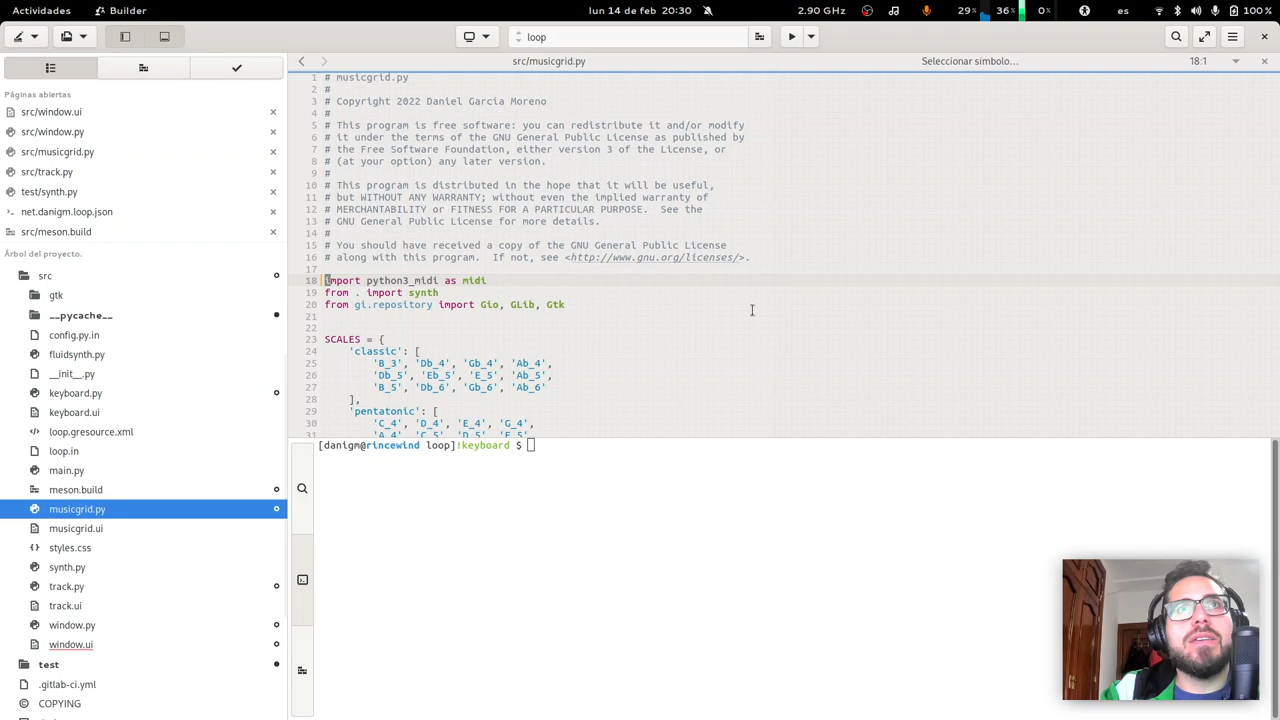 Actividades
Builder
lun 14 de feb 20:30
2.90 GHz
29%
36%
0%
es
100 %
loop
src/musicgrid.py
Seleccionar símbolo…
18:1
Páginas abiertas
src/window.ui
src/window.py
src/musicgrid.py
src/track.py
test/synth.py
net.danigm.loop.json
src/meson.build
Árbol del proyecto.
src
gtk
__pycache__
config.py.in
fluidsynth.py
__init__.py
keyboard.py
keyboard.ui
loop.gresource.xml
loop.in
main.py
meson.build
musicgrid.py
musicgrid.ui
styles.css
synth.py
track.py
track.ui
window.py
window.ui
test
.gitlab-ci.yml
COPYING
1 # musicgrid.py
2 #
3 # Copyright 2022 Daniel García Moreno
4 #
5 # This program is free software: you can redistribute it and/or modify
6 # it under the terms of the GNU General Public License as published by
7 # the Free Software Foundation, either version 3 of the License, or
8 # (at your option) any later version.
9 #
10 # This program is distributed in the hope that it will be useful,
11 # but WITHOUT ANY WARRANTY; without even the implied warranty of
12 # MERCHANTABILITY or FITNESS FOR A PARTICULAR PURPOSE.  See the
13 # GNU General Public License for more details.
14 #
15 # You should have received a copy of the GNU General Public License
16 # along with this program.  If not, see <http://www.gnu.org/licenses/>.
17
18 import python3_midi as midi
19 from . import synth
20 from gi.repository import Gio, GLib, Gtk
21
22
23 SCALES = {
24     'classic': [
25         'B_3', 'Db_4', 'Gb_4', 'Ab_4',
26         'Db_5', 'Eb_5', 'E_5', 'Ab_5',
27         'B_5', 'Db_6', 'Gb_6', 'Ab_6'
28     ],
29     'pentatonic': [
30         'C_4', 'D_4', 'E_4', 'G_4',
31         'A_4', 'C_5', 'D_5', 'E_5',
[danigm@rincewind loop]!keyboard $